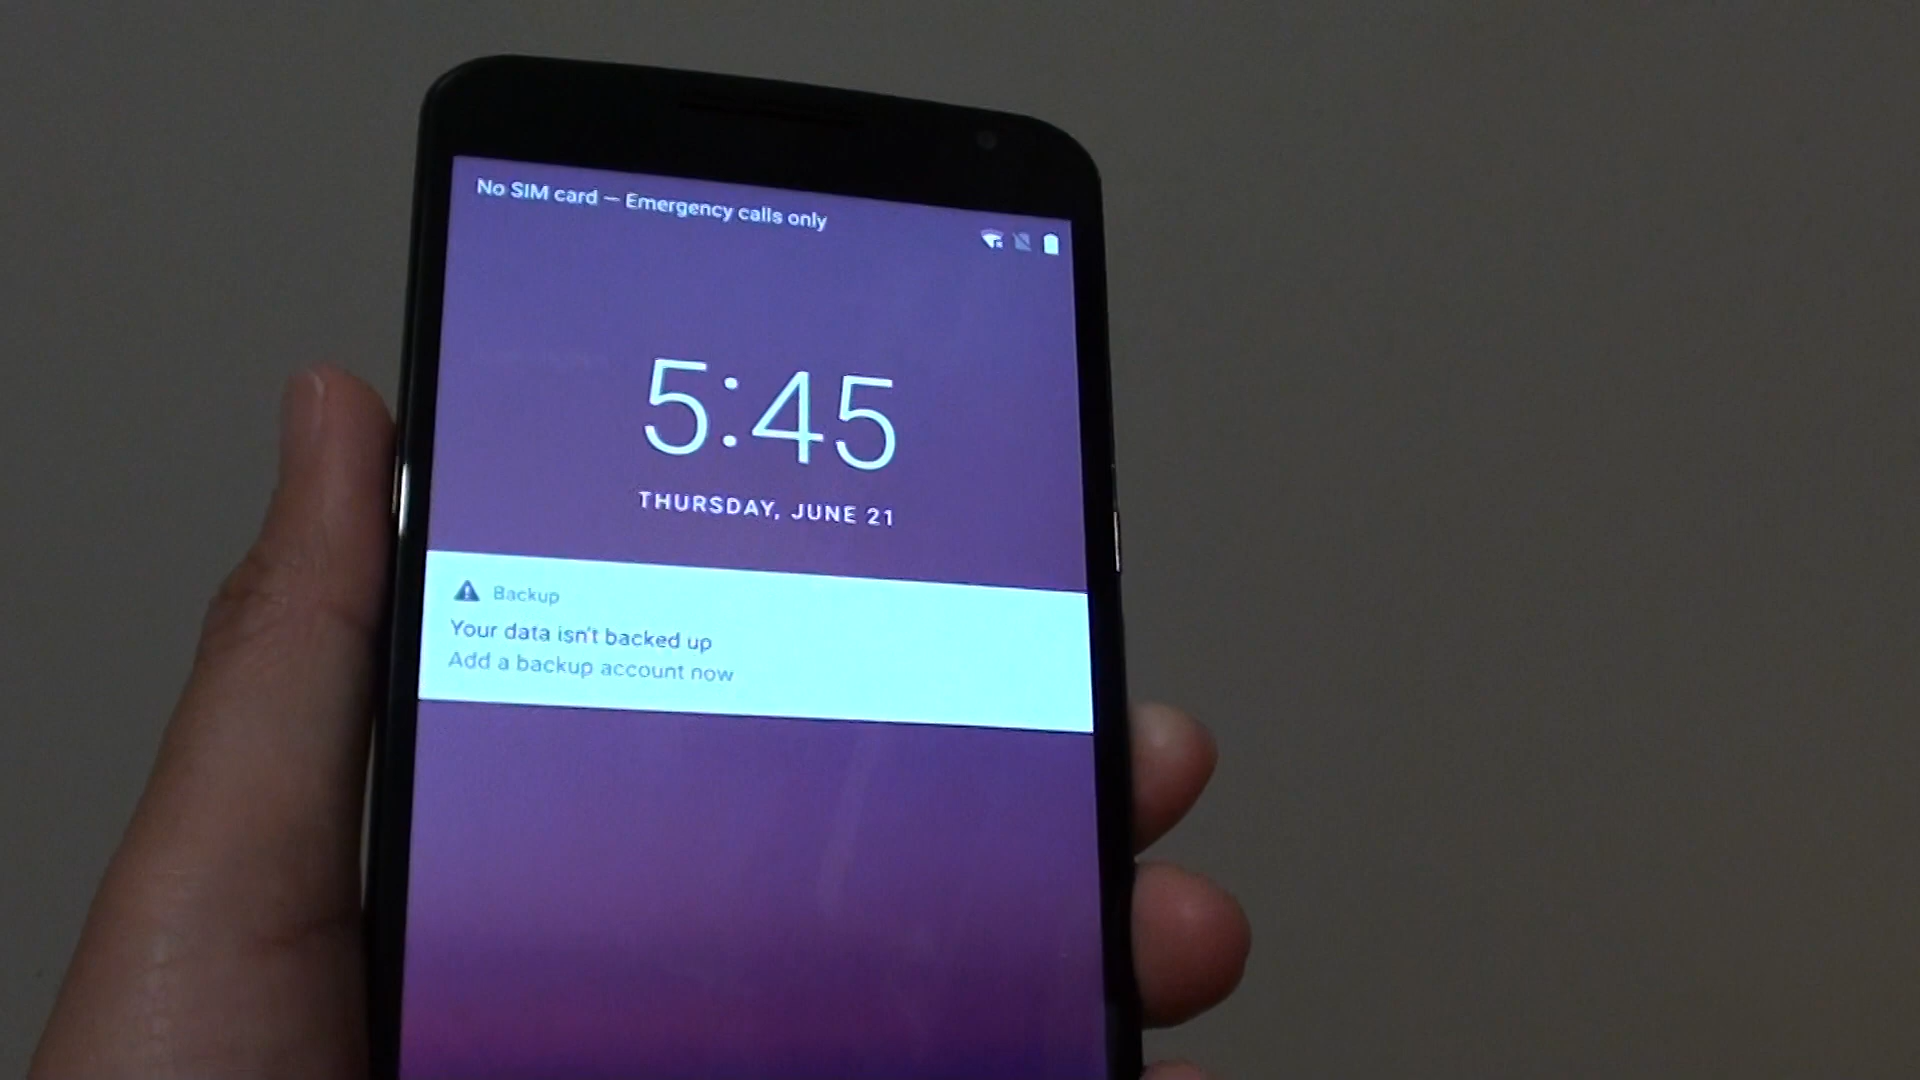 No SIM card — Emergency calls only
5:45
THURSDAY, JUNE 21
Backup
Your data isn't backed up
Add a backup account now